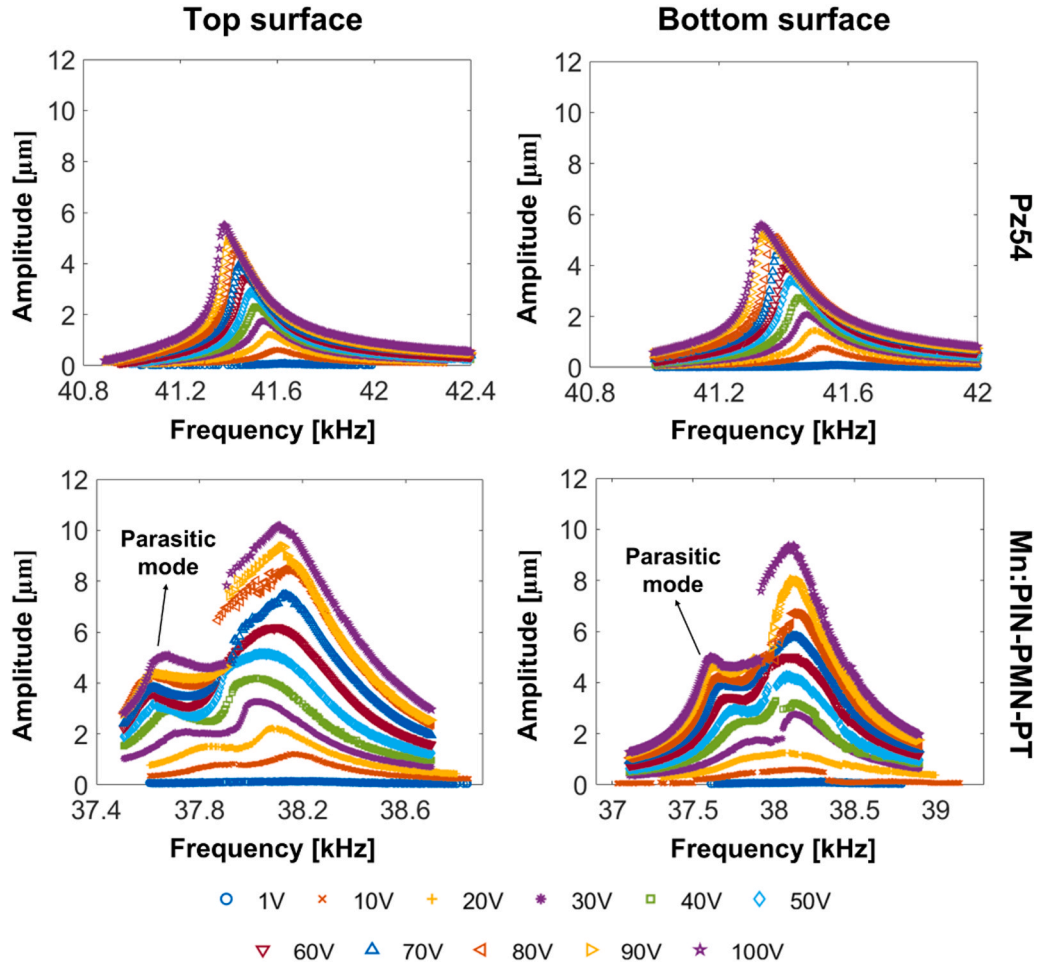 Top surface
Bottom surface
12
10
8
6
4
2
0
Amplitude [μm]
40.8
41.2
41.6
42
42.4
Frequency [kHz]
12
10
8
6
4
2
0
Amplitude [μm]
40.8
41.2
41.6
42
Frequency [kHz]
Pz54
12
10
8
6
4
2
0
Amplitude [μm]
Parasitic
mode
37.4
37.8
38.2
38.6
Frequency [kHz]
12
10
8
6
4
2
0
Amplitude [μm]
Parasitic
mode
37
37.5
38
38.5
39
Frequency [kHz]
Mn:PIN-PMN-PT
1V 10V 20V 30V 40V 50V
60V 70V 80V 90V 100V